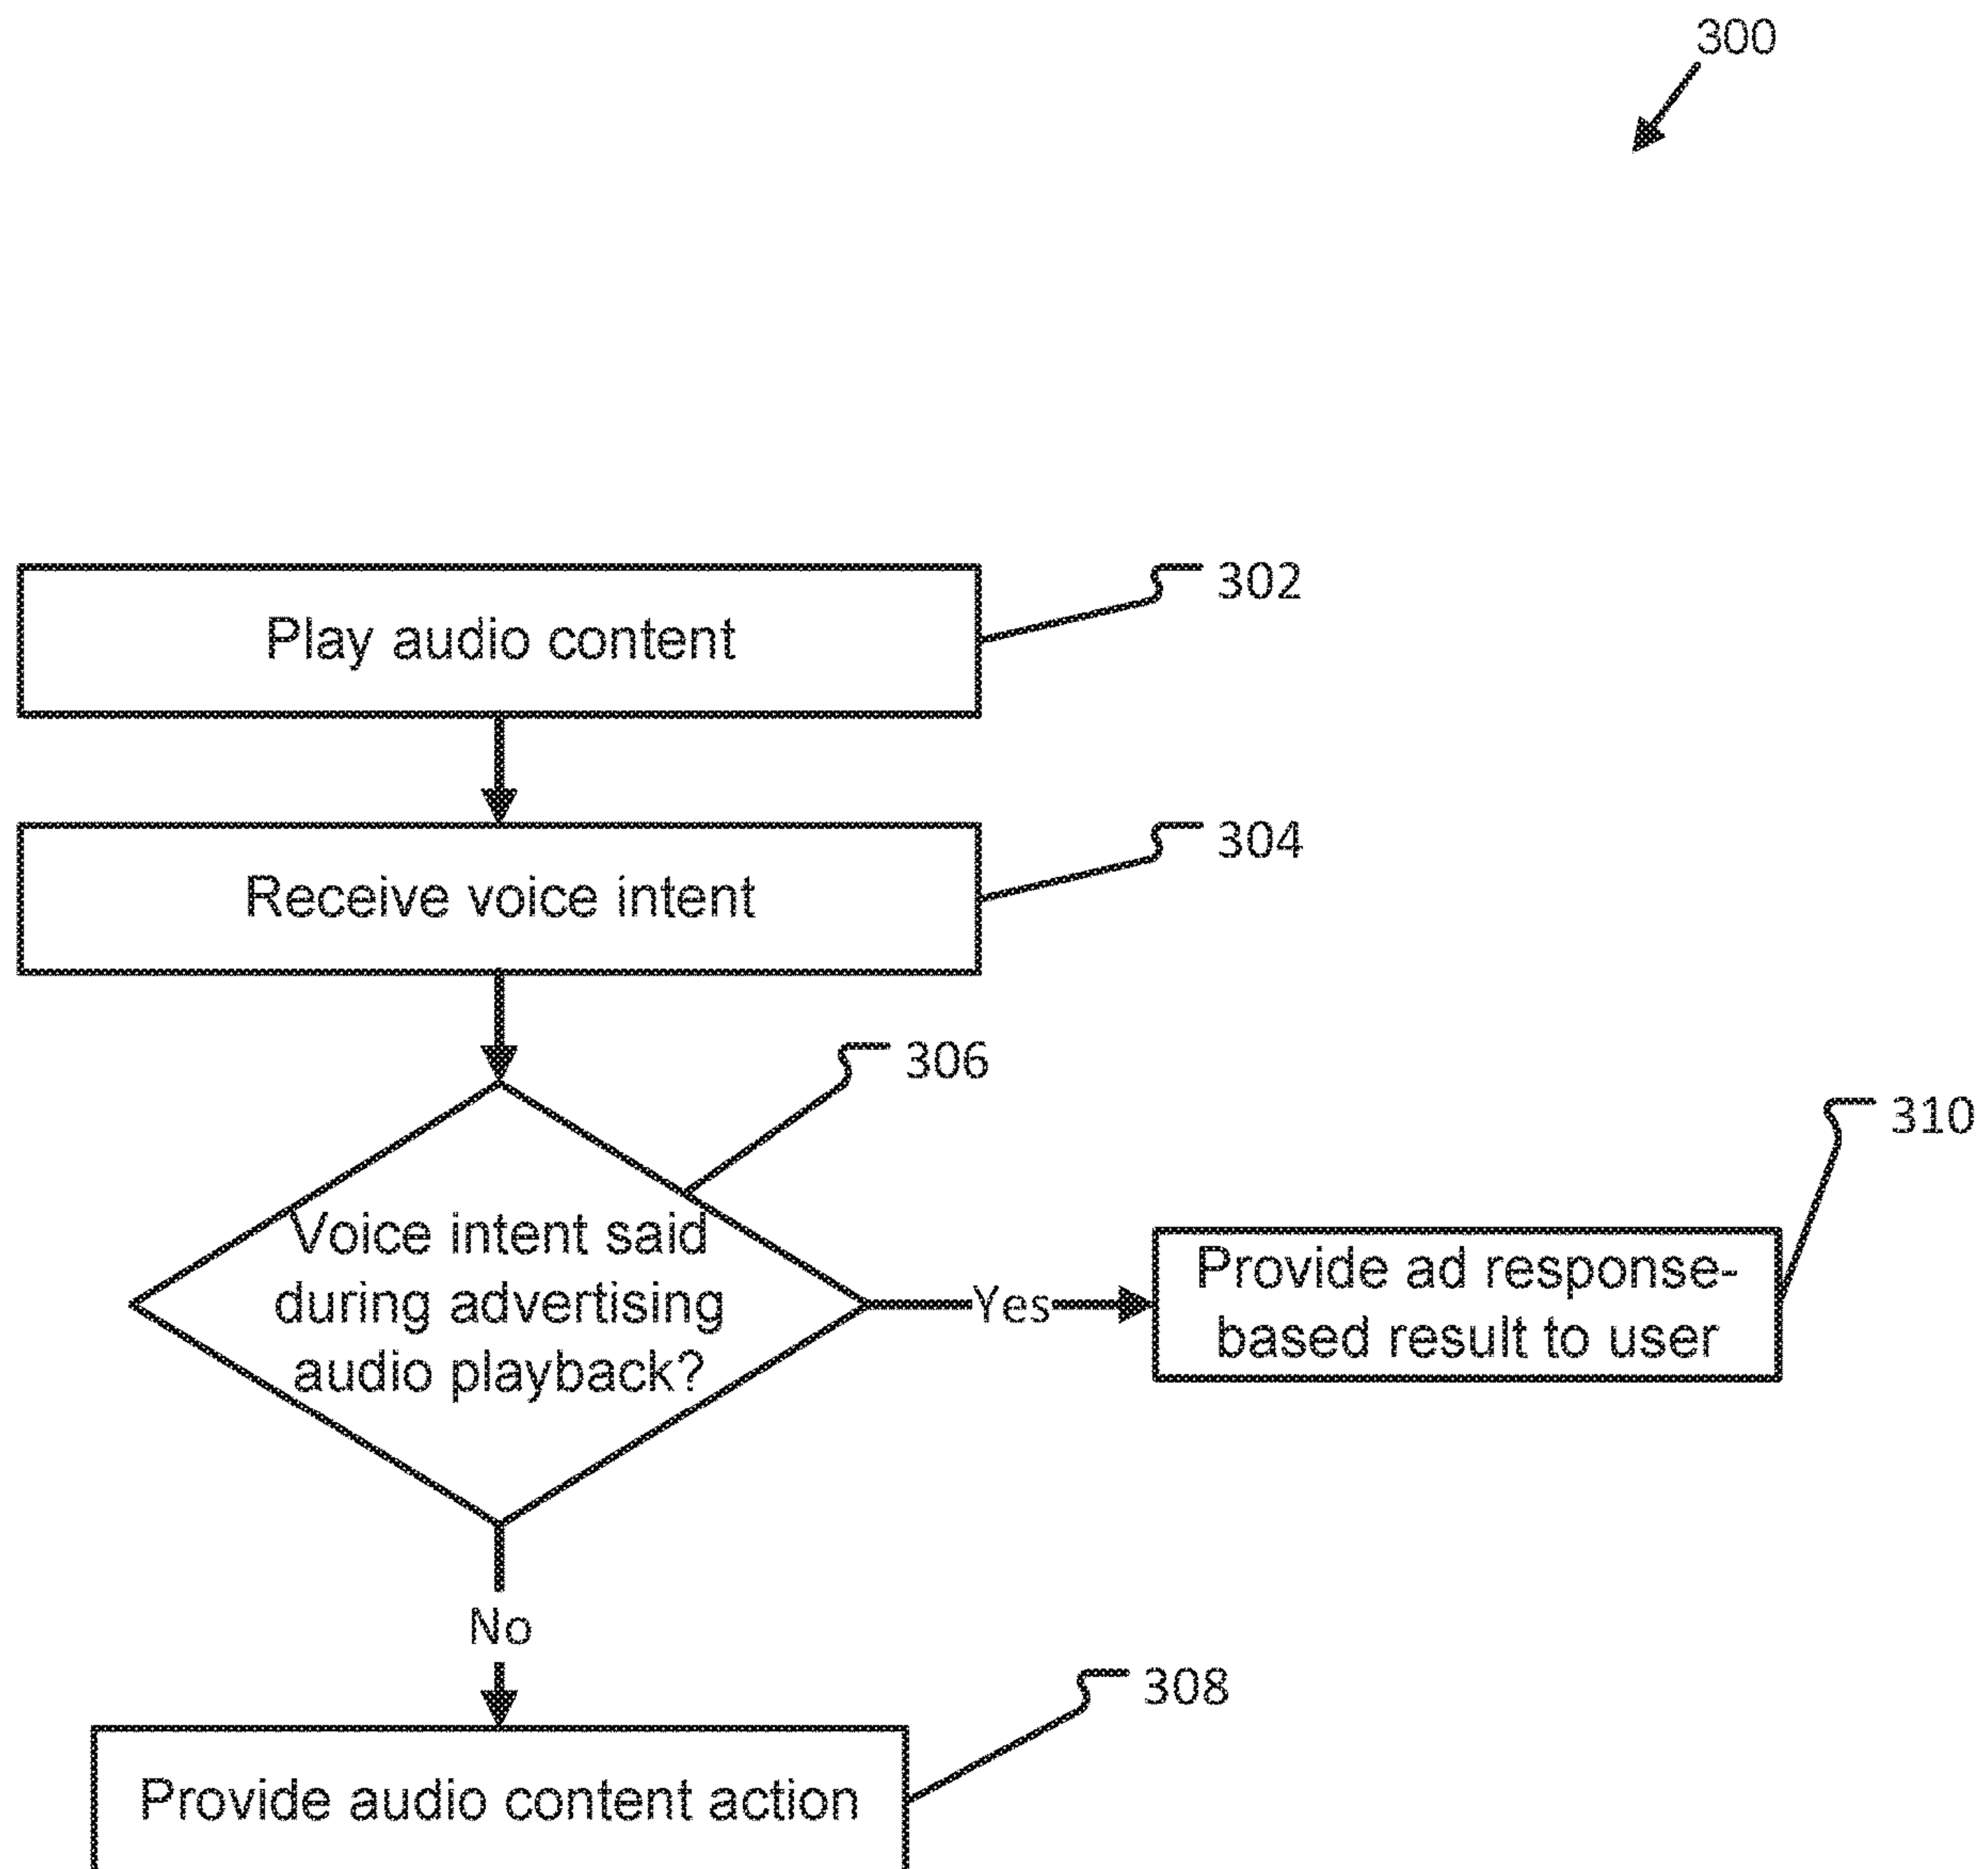 300
Play audio content
302
Receive voice intent
304
306
Voice intent said
during advertising
audio playback?
Yes
310
Provide ad response-
based result to user
No
308
Provide audio content action